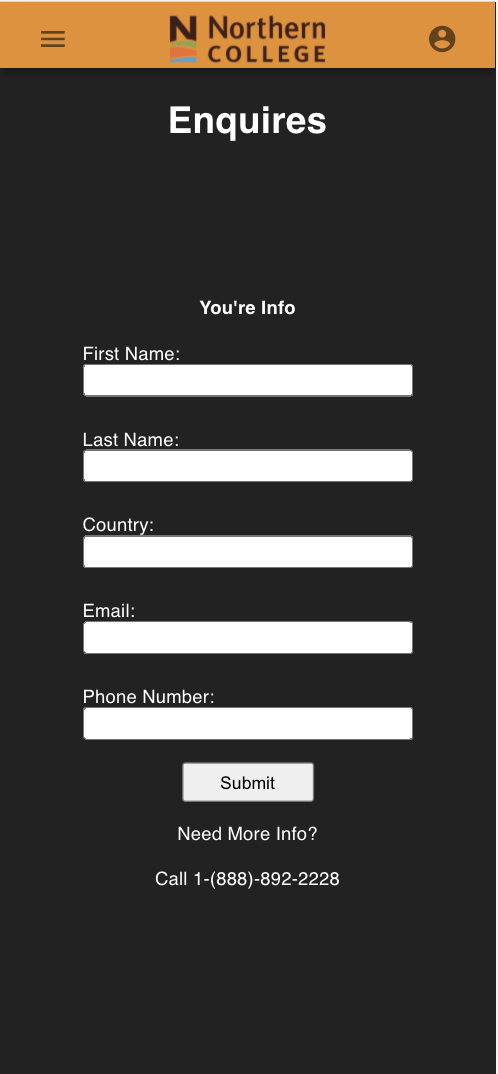 N Northern
COLLEGE
Enquires
You're Info
First Name:
Last Name:
Country:
Email:
Phone Number:
Submit
Need More Info?
Call 1-(888)-892-2228